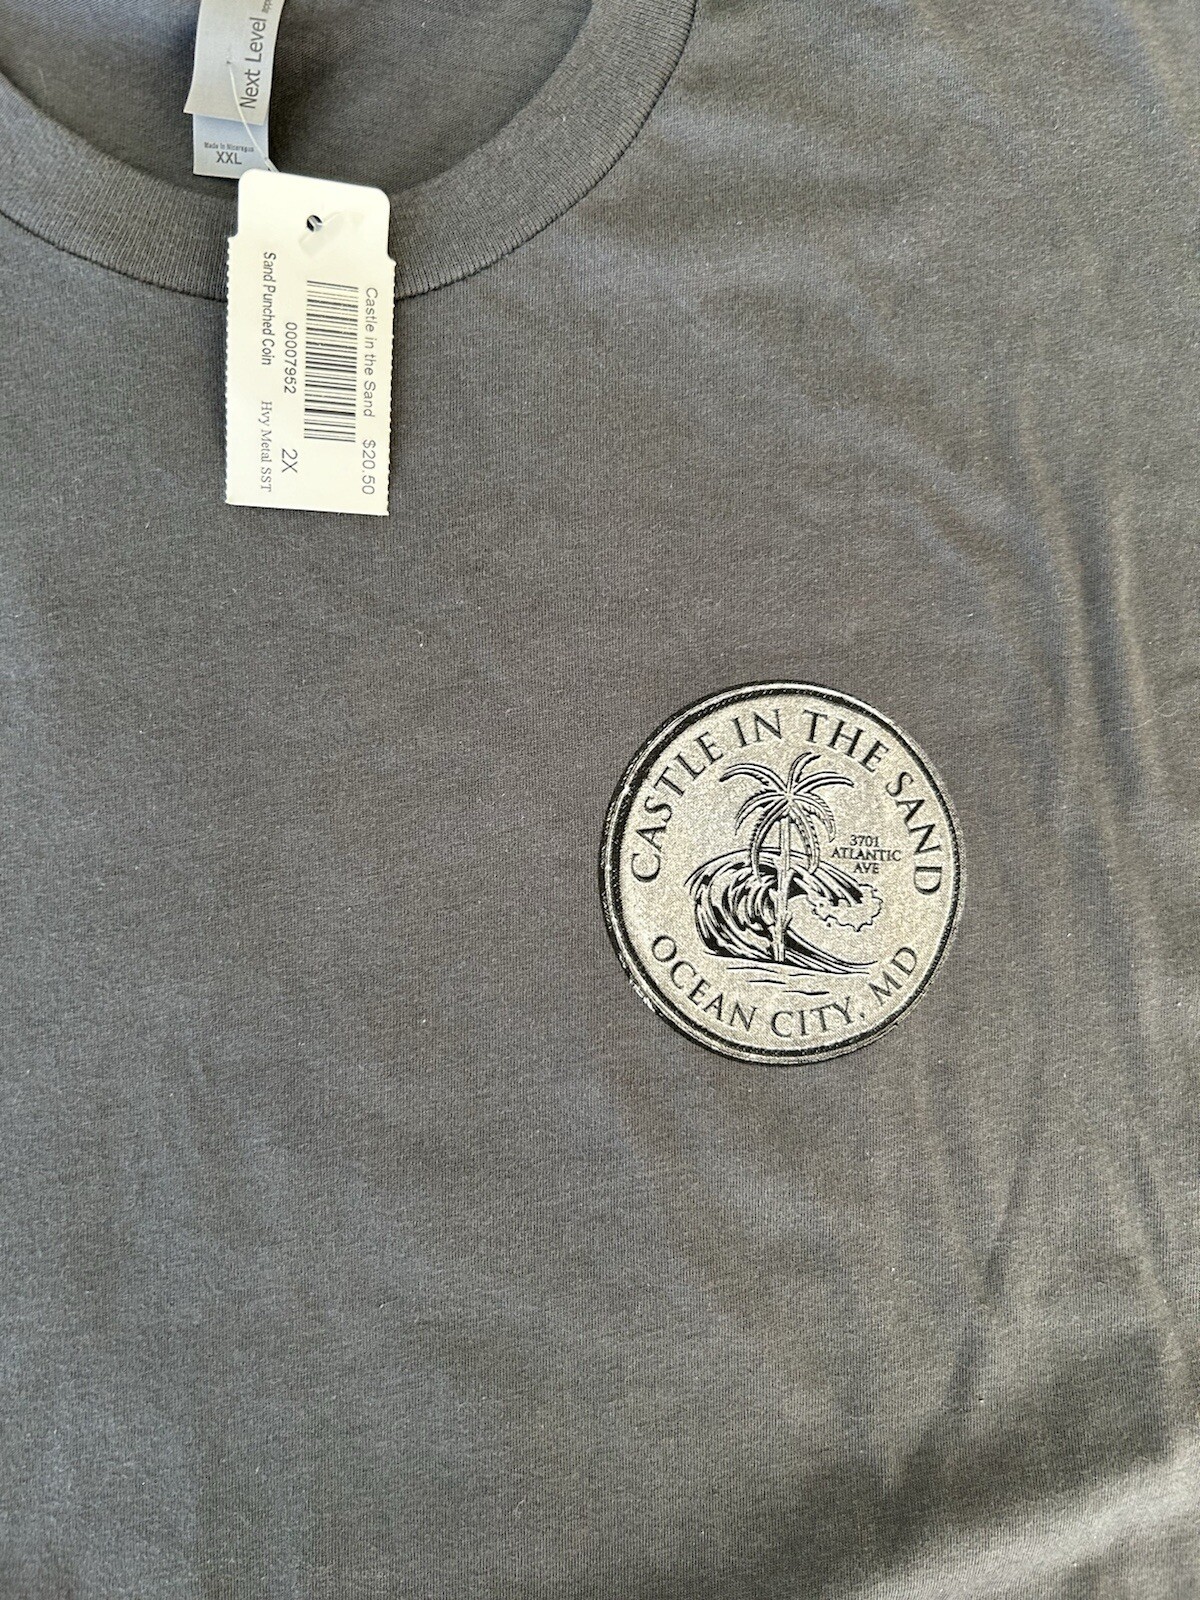 Next Level
Made in Nicaragua
XXL
Castle in the Sand $20.50
00007952 2X
Sand Punched Coin Hvy Metal SST
CASTLE IN THE SAND
3701
ATLANTIC
AVE
OCEAN CITY, MD